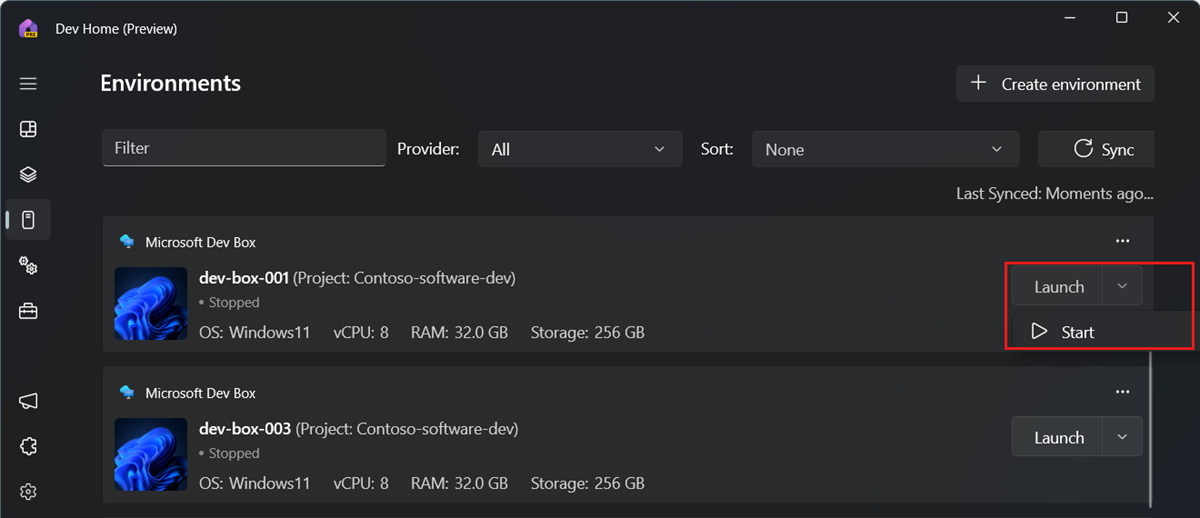 Dev Home (Preview)
Environments
Create environment
Filter
Provider:
All
Sort:
None
Sync
Last Synced: Moments ago...
Microsoft Dev Box
dev-box-001 (Project: Contoso-software-dev)
Launch
• Stopped
OS: Windows11 vCPU: 8 RAM: 32.0 GB Storage: 256 GB
Start
Microsoft Dev Box
dev-box-003 (Project: Contoso-software-dev)
Launch
• Stopped
OS: Windows11 vCPU: 8 RAM: 32.0 GB Storage: 256 GB